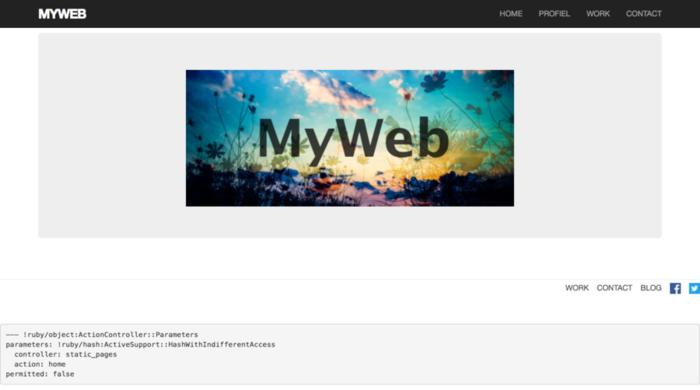 MYWEB HOME PROFIEL WORK CONTACT
MyWeb
WORK CONTACT BLOG
--- !ruby/object:ActionController::Parameters
parameters: !ruby/hash:ActiveSupport::HashWithIndifferentAccess
  controller: static_pages
  action: home
permitted: false